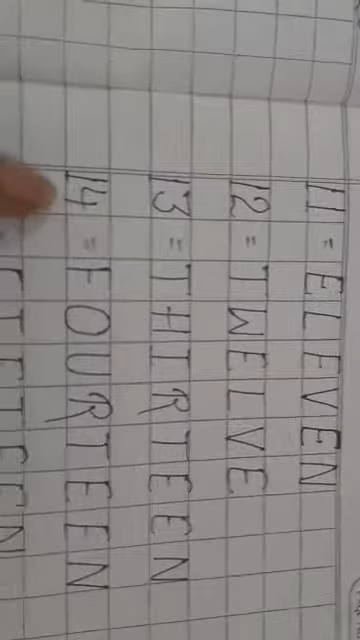 11 = ELEVEN
12 = TWELVE
13 = THIRTEEN
14 = FOURTEEN